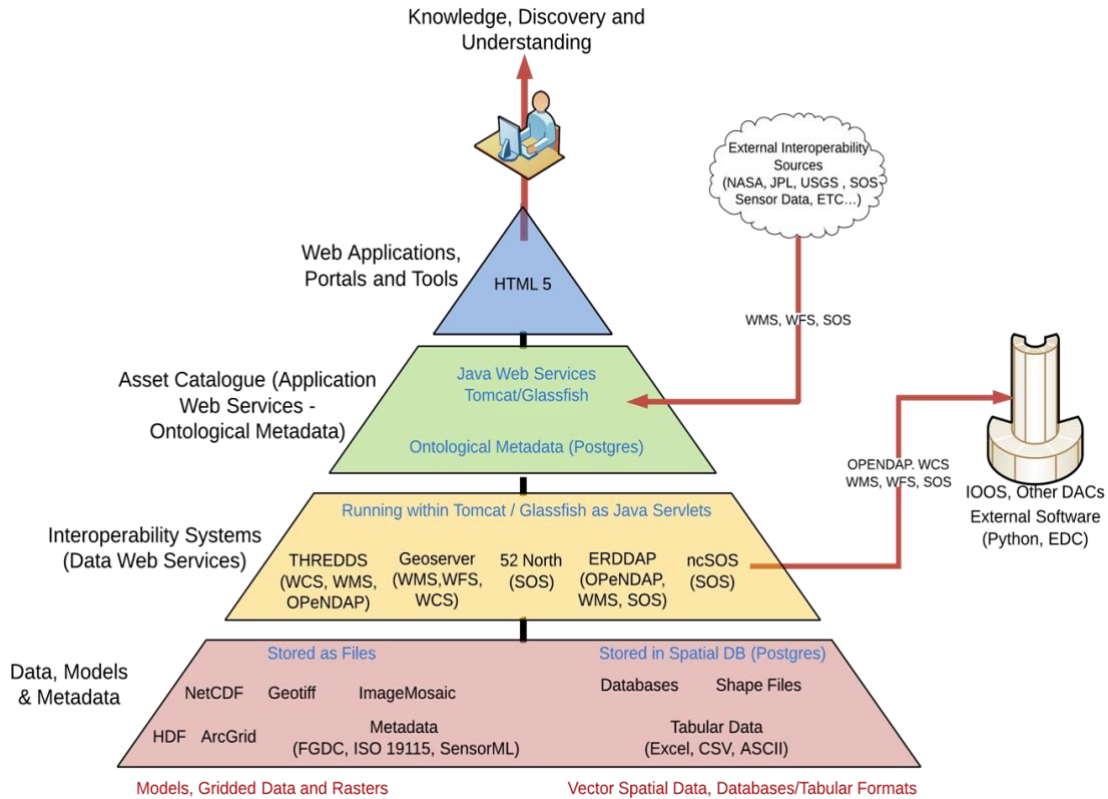 Knowledge, Discovery and
Understanding
External Interoperability
Sources
(NASA, JPL, USGS , SOS
Sensor Data, ETC...)
Web Applications,
Portals and Tools
HTML 5
WMS, WFS, SOS
Asset Catalogue (Application
Web Services -
Ontological Metadata)
Java Web Services
Tomcat/Glassfish
Ontological Metadata (Postgres)
OPENDAP. WCS
WMS, WFS, SOS
IOOS, Other DACs
External Software
(Python, EDC)
Interoperability Systems
(Data Web Services)
Running within Tomcat / Glassfish as Java Servlets
THREDDS
(WCS, WMS,
OPeNDAP)
Geoserver
(WMS,WFS,
WCS)
52 North
(SOS)
ERDDAP
(OPeNDAP,
WMS, SOS)
ncSOS
(SOS)
Data, Models
& Metadata
Stored as Files
NetCDF
Geotiff
ImageMosaic
HDF
ArcGrid
Metadata
(FGDC, ISO 19115, SensorML)
Stored in Spatial DB (Postgres)
Databases
Shape Files
Tabular Data
(Excel, CSV, ASCII)
Models, Gridded Data and Rasters
Vector Spatial Data, Databases/Tabular Formats